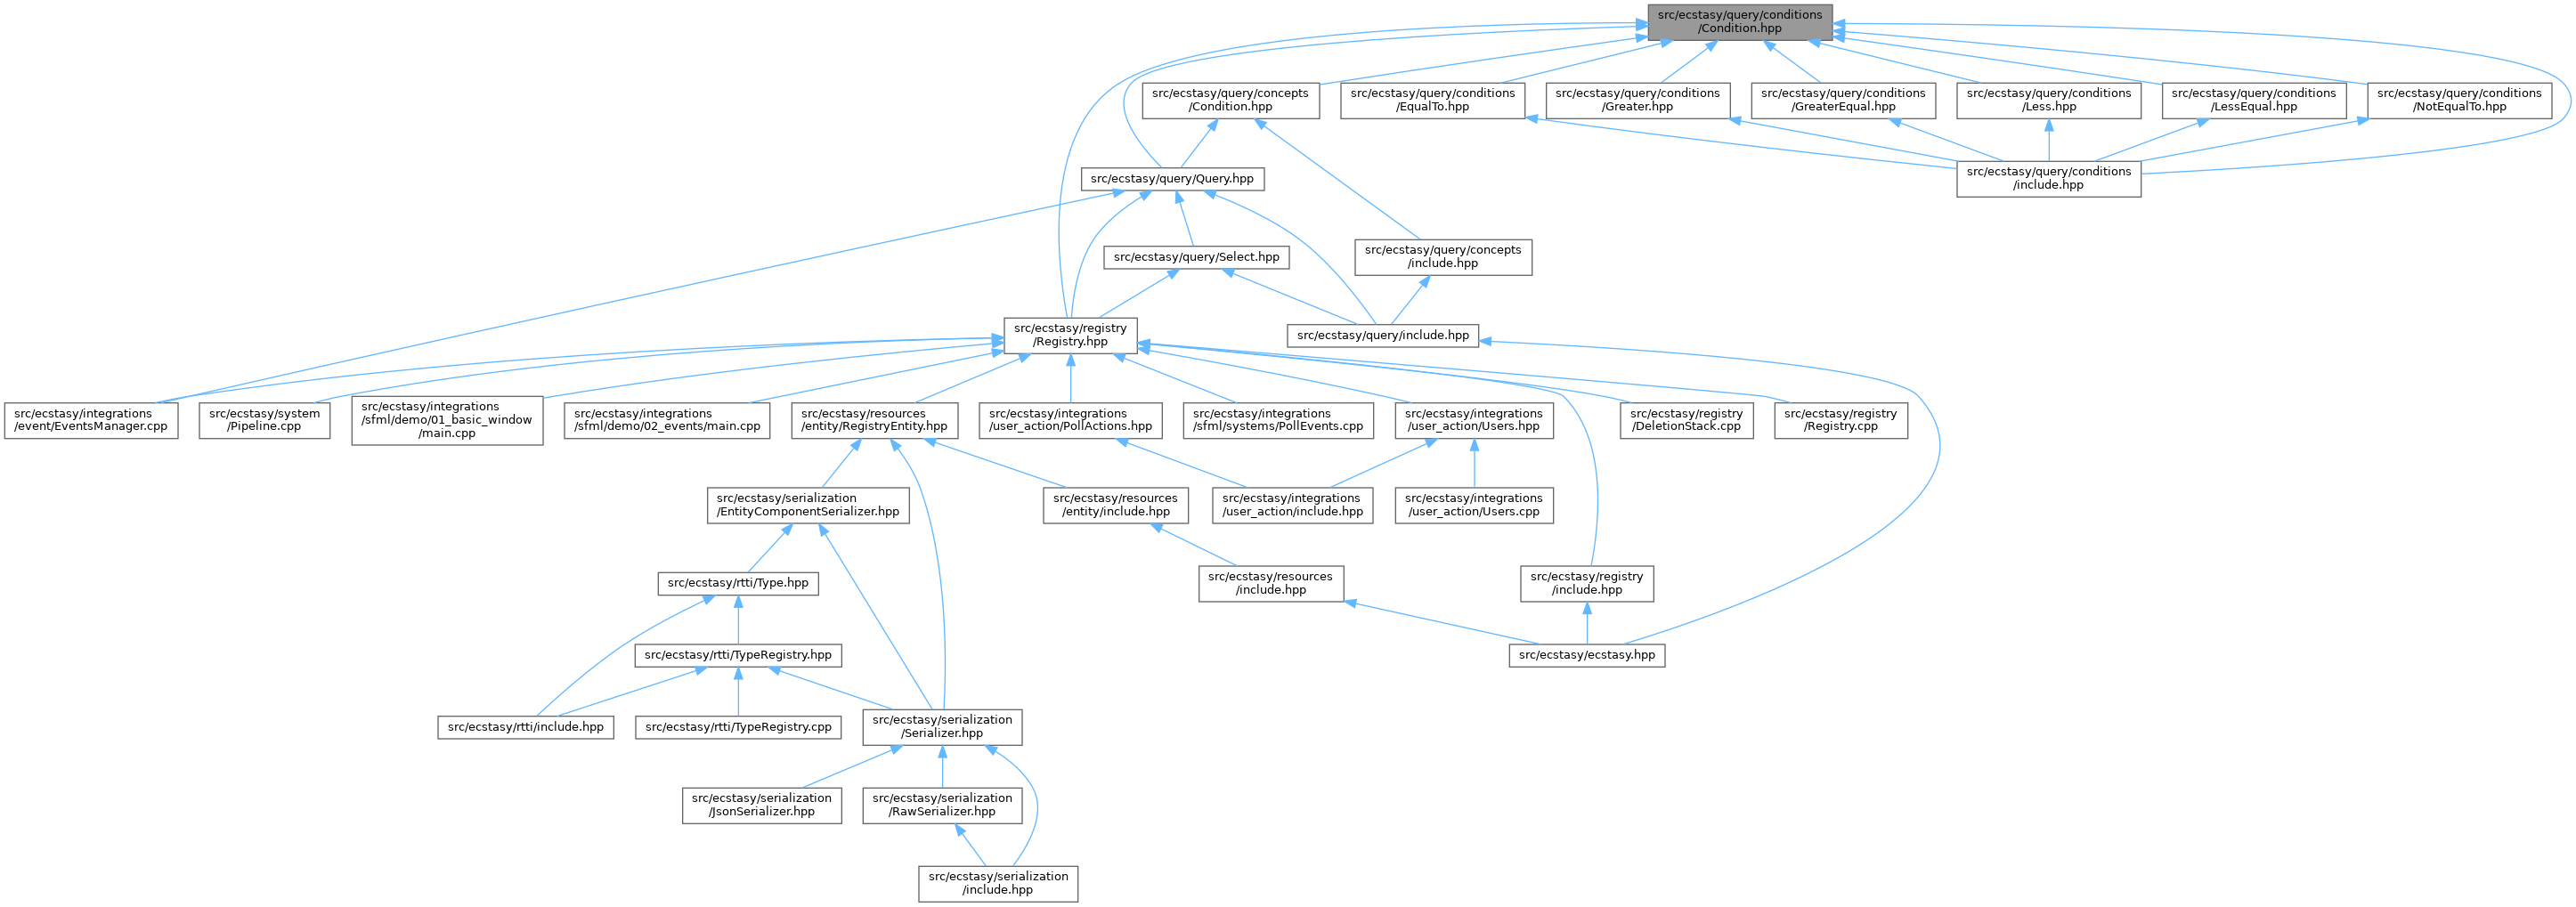 src/ecstasy/query/conditions
/Condition.hpp
src/ecstasy/query/concepts
/Condition.hpp
src/ecstasy/query/conditions
/EqualTo.hpp
src/ecstasy/query/conditions
/Greater.hpp
src/ecstasy/query/conditions
/GreaterEqual.hpp
src/ecstasy/query/conditions
/Less.hpp
src/ecstasy/query/conditions
/LessEqual.hpp
src/ecstasy/query/conditions
/NotEqualTo.hpp
src/ecstasy/query/Query.hpp
src/ecstasy/query/conditions
/include.hpp
src/ecstasy/query/Select.hpp
src/ecstasy/query/concepts
/include.hpp
src/ecstasy/registry
/Registry.hpp
src/ecstasy/query/include.hpp
src/ecstasy/integrations
/event/EventsManager.cpp
src/ecstasy/system
/Pipeline.cpp
src/ecstasy/integrations
/sfml/demo/01_basic_window
/main.cpp
src/ecstasy/integrations
/sfml/demo/02_events/main.cpp
src/ecstasy/resources
/entity/RegistryEntity.hpp
src/ecstasy/integrations
/user_action/PollActions.hpp
src/ecstasy/integrations
/sfml/systems/PollEvents.cpp
src/ecstasy/integrations
/user_action/Users.hpp
src/ecstasy/registry
/DeletionStack.cpp
src/ecstasy/registry
/Registry.cpp
src/ecstasy/serialization
/EntityComponentSerializer.hpp
src/ecstasy/resources
/entity/include.hpp
src/ecstasy/integrations
/user_action/include.hpp
src/ecstasy/integrations
/user_action/Users.cpp
src/ecstasy/rtti/Type.hpp
src/ecstasy/resources
/include.hpp
src/ecstasy/registry
/include.hpp
src/ecstasy/rtti/TypeRegistry.hpp
src/ecstasy/ecstasy.hpp
src/ecstasy/rtti/include.hpp
src/ecstasy/rtti/TypeRegistry.cpp
src/ecstasy/serialization
/Serializer.hpp
src/ecstasy/serialization
/JsonSerializer.hpp
src/ecstasy/serialization
/RawSerializer.hpp
src/ecstasy/serialization
/include.hpp